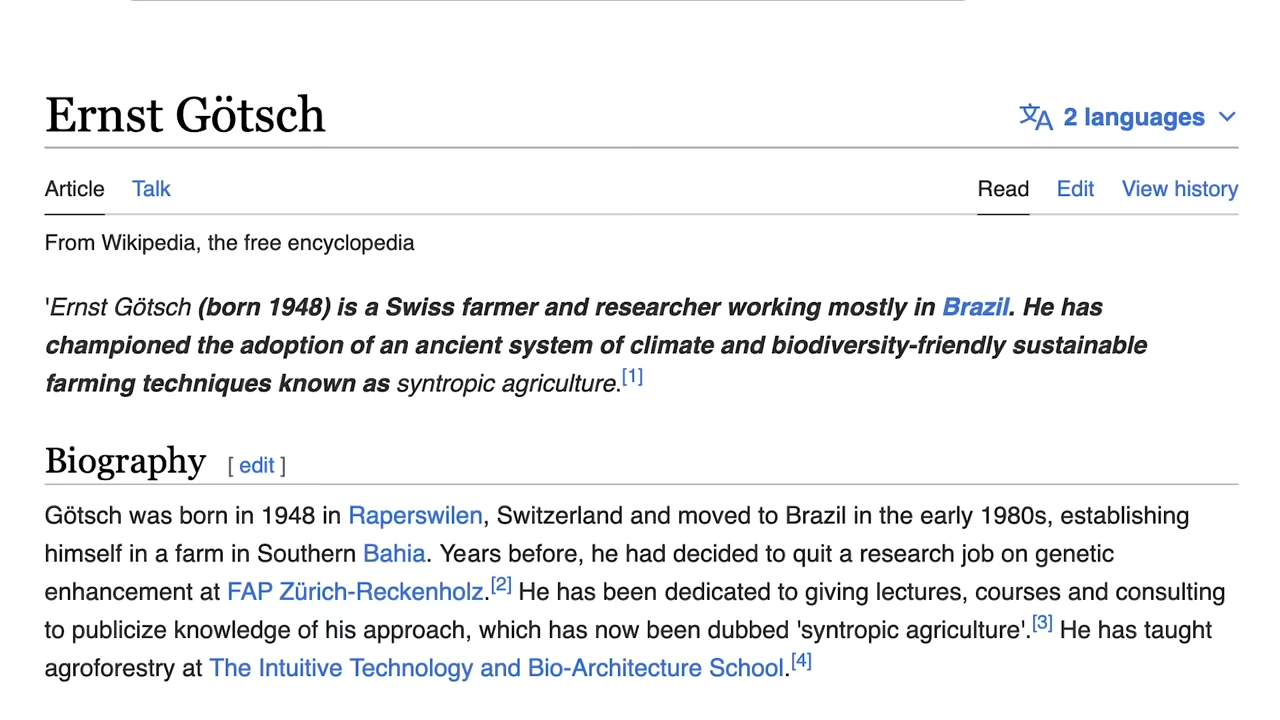 Ernst Götsch
2 languages
Article Talk Read Edit View history
From Wikipedia, the free encyclopedia
'Ernst Götsch (born 1948) is a Swiss farmer and researcher working mostly in Brazil. He has
championed the adoption of an ancient system of climate and biodiversity-friendly sustainable
farming techniques known as syntropic agriculture.[1]
Biography [ edit ]
Götsch was born in 1948 in Raperswilen, Switzerland and moved to Brazil in the early 1980s, establishing
himself in a farm in Southern Bahia. Years before, he had decided to quit a research job on genetic
enhancement at FAP Zürich-Reckenholz.[2] He has been dedicated to giving lectures, courses and consulting
to publicize knowledge of his approach, which has now been dubbed 'syntropic agriculture'.[3] He has taught
agroforestry at The Intuitive Technology and Bio-Architecture School.[4]